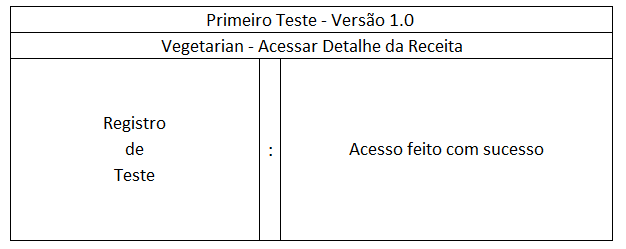 Primeiro Teste - Versão 1.0
Vegetarian - Acessar Detalhe da Receita
Registro
de
Teste
:
Acesso feito com sucesso